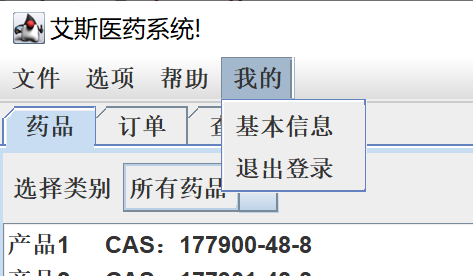 艾斯医药系统!
文件 选项 帮助 我的
药品 订单
基本信息
退出登录
选择类别 所有药品
产品1 CAS：177900-48-8